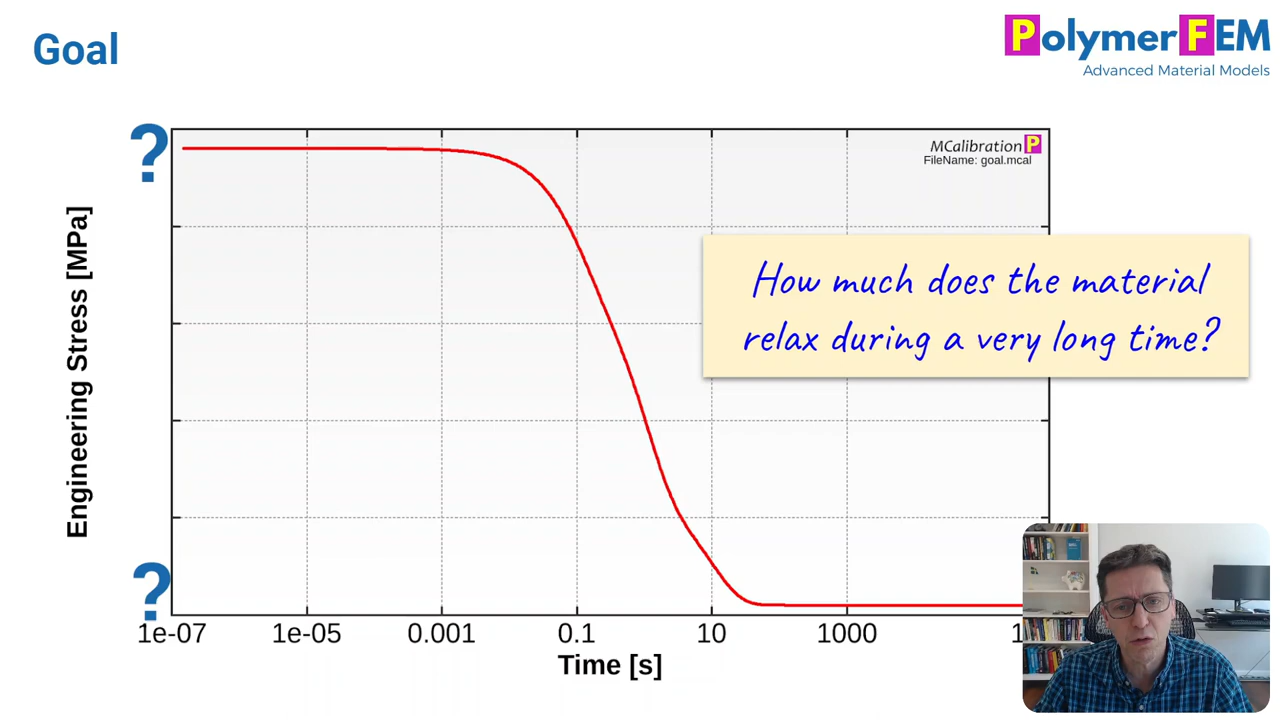 Goal
PolymerFEM
Advanced Material Models
?
MCalibration P
FileName: goal.mcal
Engineering Stress [MPa]
How much does the material
relax during a very long time?
?
1e-07 1e-05 0.001 0.1 10 1000
Time [s]